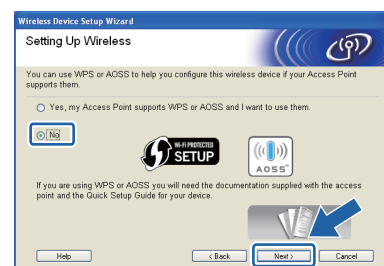 Wireless Device Setup Wizard
Setting Up Wireless
You can use WPS or AOSS to help you configure this wireless device if your Access Point
supports them.
Yes, my Access Point supports WPS or AOSS and I want to use them.
No
Wi-Fi PROTECTED
SETUP
AOSS™
If you are using WPS or AOSS you will need the documentation supplied with the access
point and the Quick Setup Guide for your device.
Help
< Back
Next >
Cancel